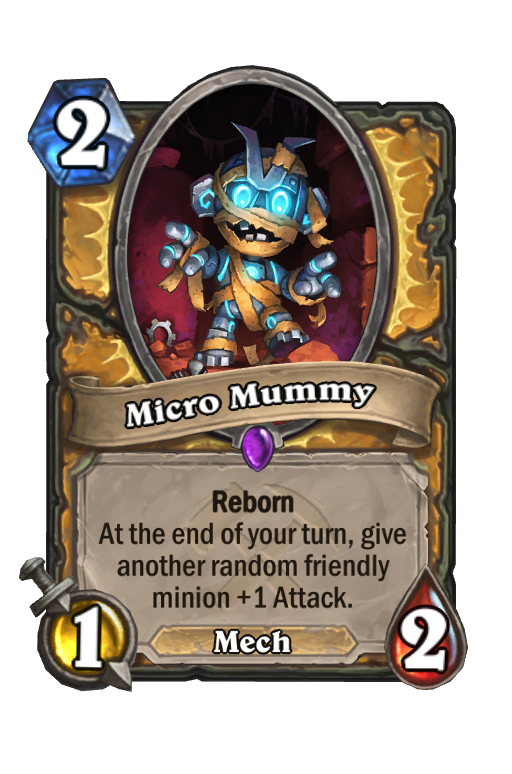 2
Micro Mummy
Reborn
At the end of your turn, give
another random friendly
minion +1 Attack.
1
Mech
2